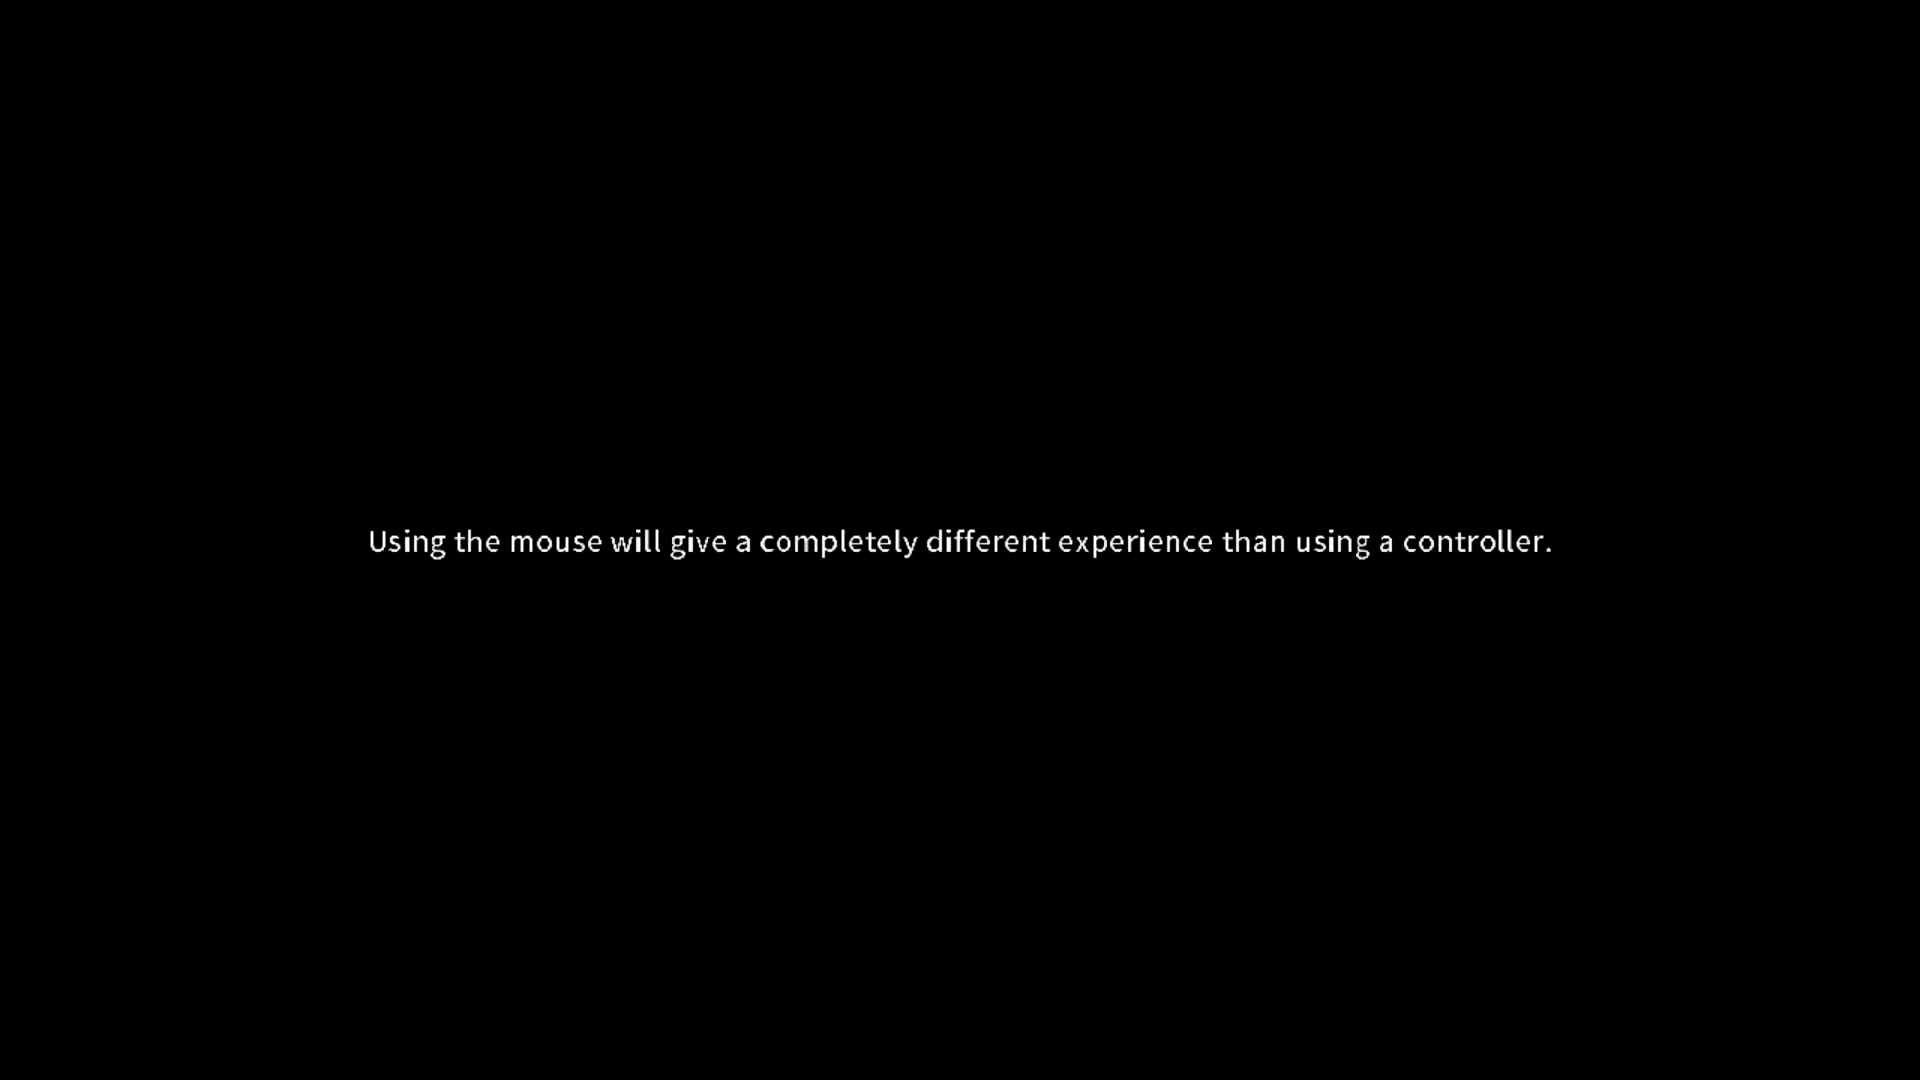 Using the mouse will give a completely different experience than using a controller.